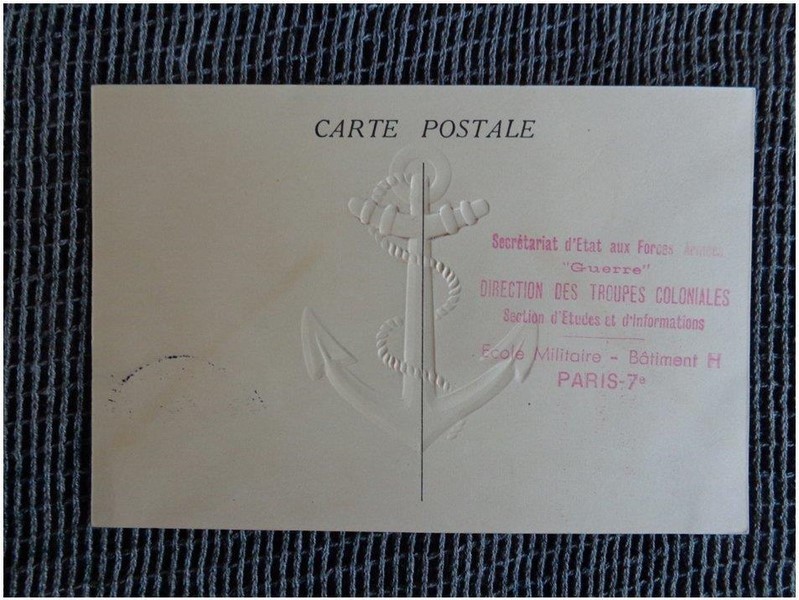 CARTE POSTALE
Secrétariat d'Etat aux Forces Armées
"Guerre"
DIRECTION DES TROUPES COLONIALES
Section d'Etudes et d'Informations
Ecole Militaire - Bâtiment H
PARIS-7e